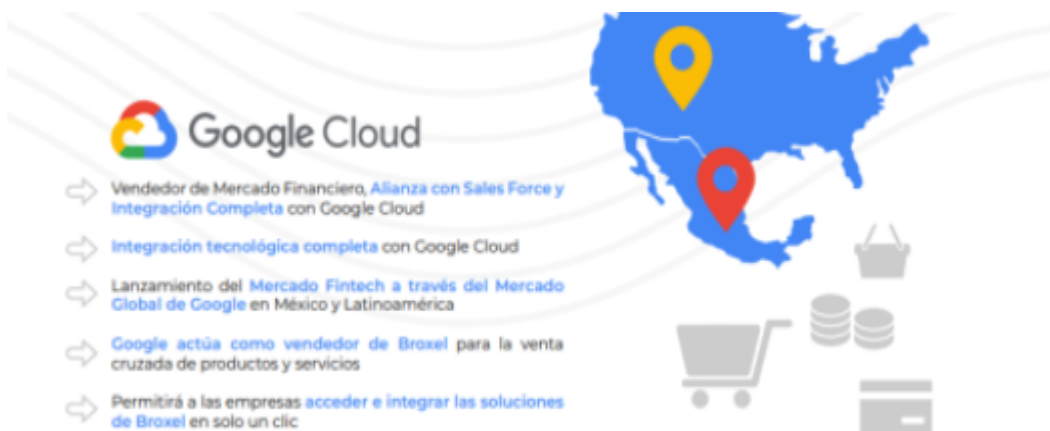 Google Cloud
Vendedor de Mercado Financiero, Alianza con Sales Force y
Integración Completa con Google Cloud
Integración tecnológica completa con Google Cloud
Lanzamiento del Mercado Fintech a través del Mercado
Global de Google en México y Latinoamérica
Google actúa como vendedor de Broxel para la venta
cruzada de productos y servicios
Permitirá a las empresas acceder e integrar las soluciones
de Broxel en solo un clic